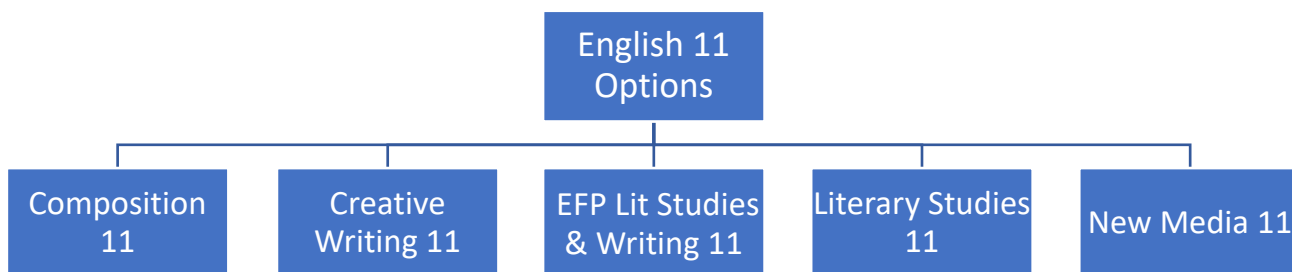 English 11
Options
Composition
11
Creative
Writing 11
EFP Lit Studies
& Writing 11
Literary Studies
11
New Media 11